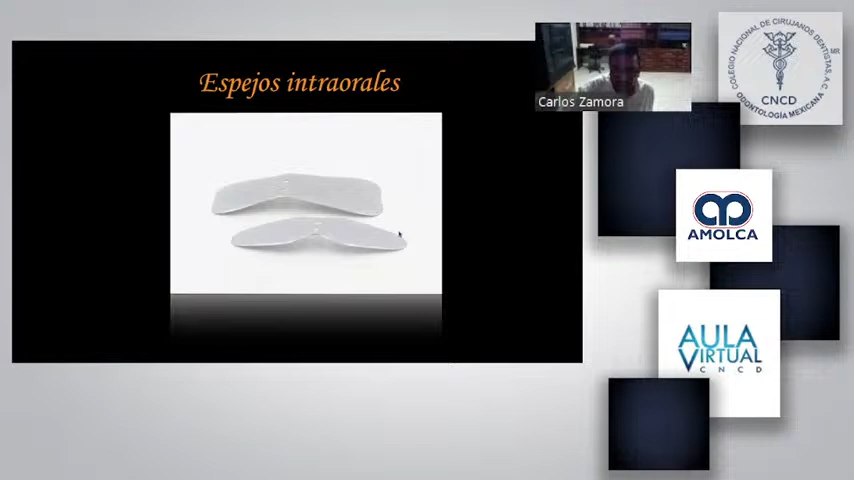 Espejos intraorales
Carlos Zamora
COLEGIO NACIONAL DE CIRUJANOS DENTISTAS, A.C.
MR
CNCD
ODONTOLOGÍA MEXICANA
AMOLCA
AULA
VIRTUAL
CNCD